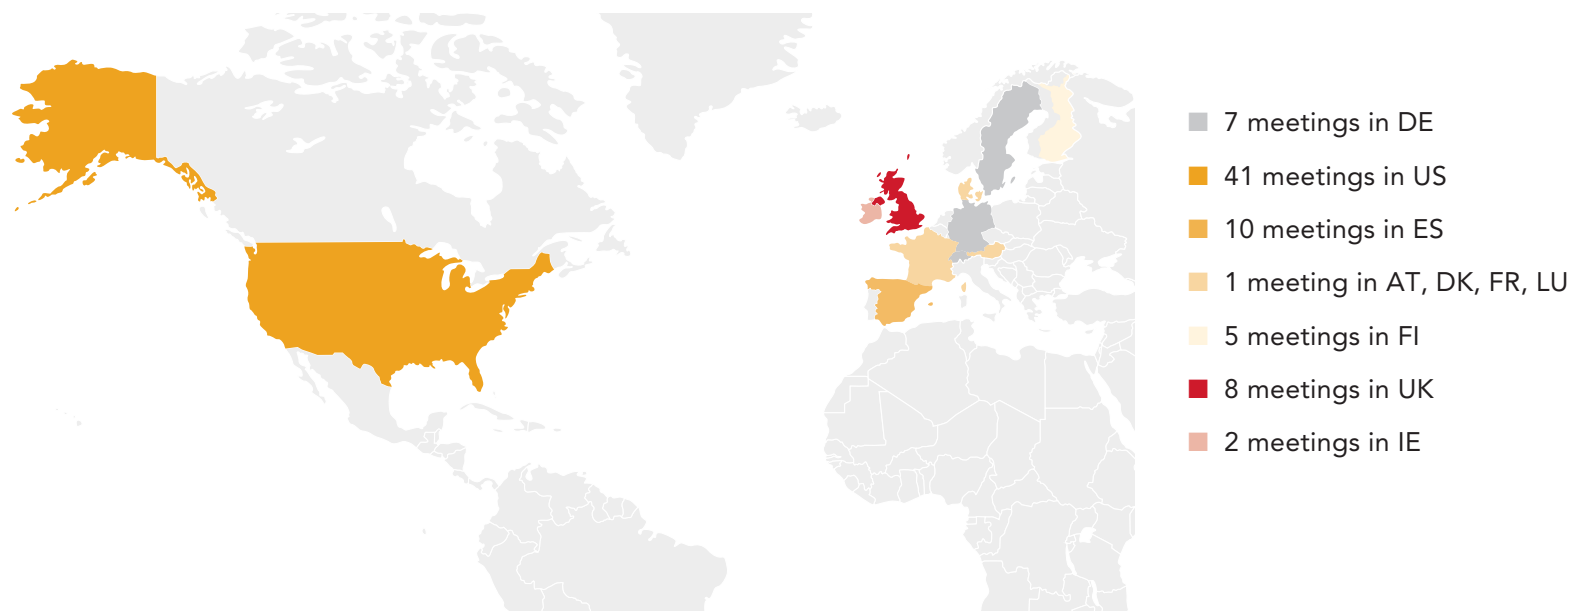 7 meetings in DE
41 meetings in US
10 meetings in ES
1 meeting in AT, DK, FR, LU
5 meetings in FI
8 meetings in UK
2 meetings in IE